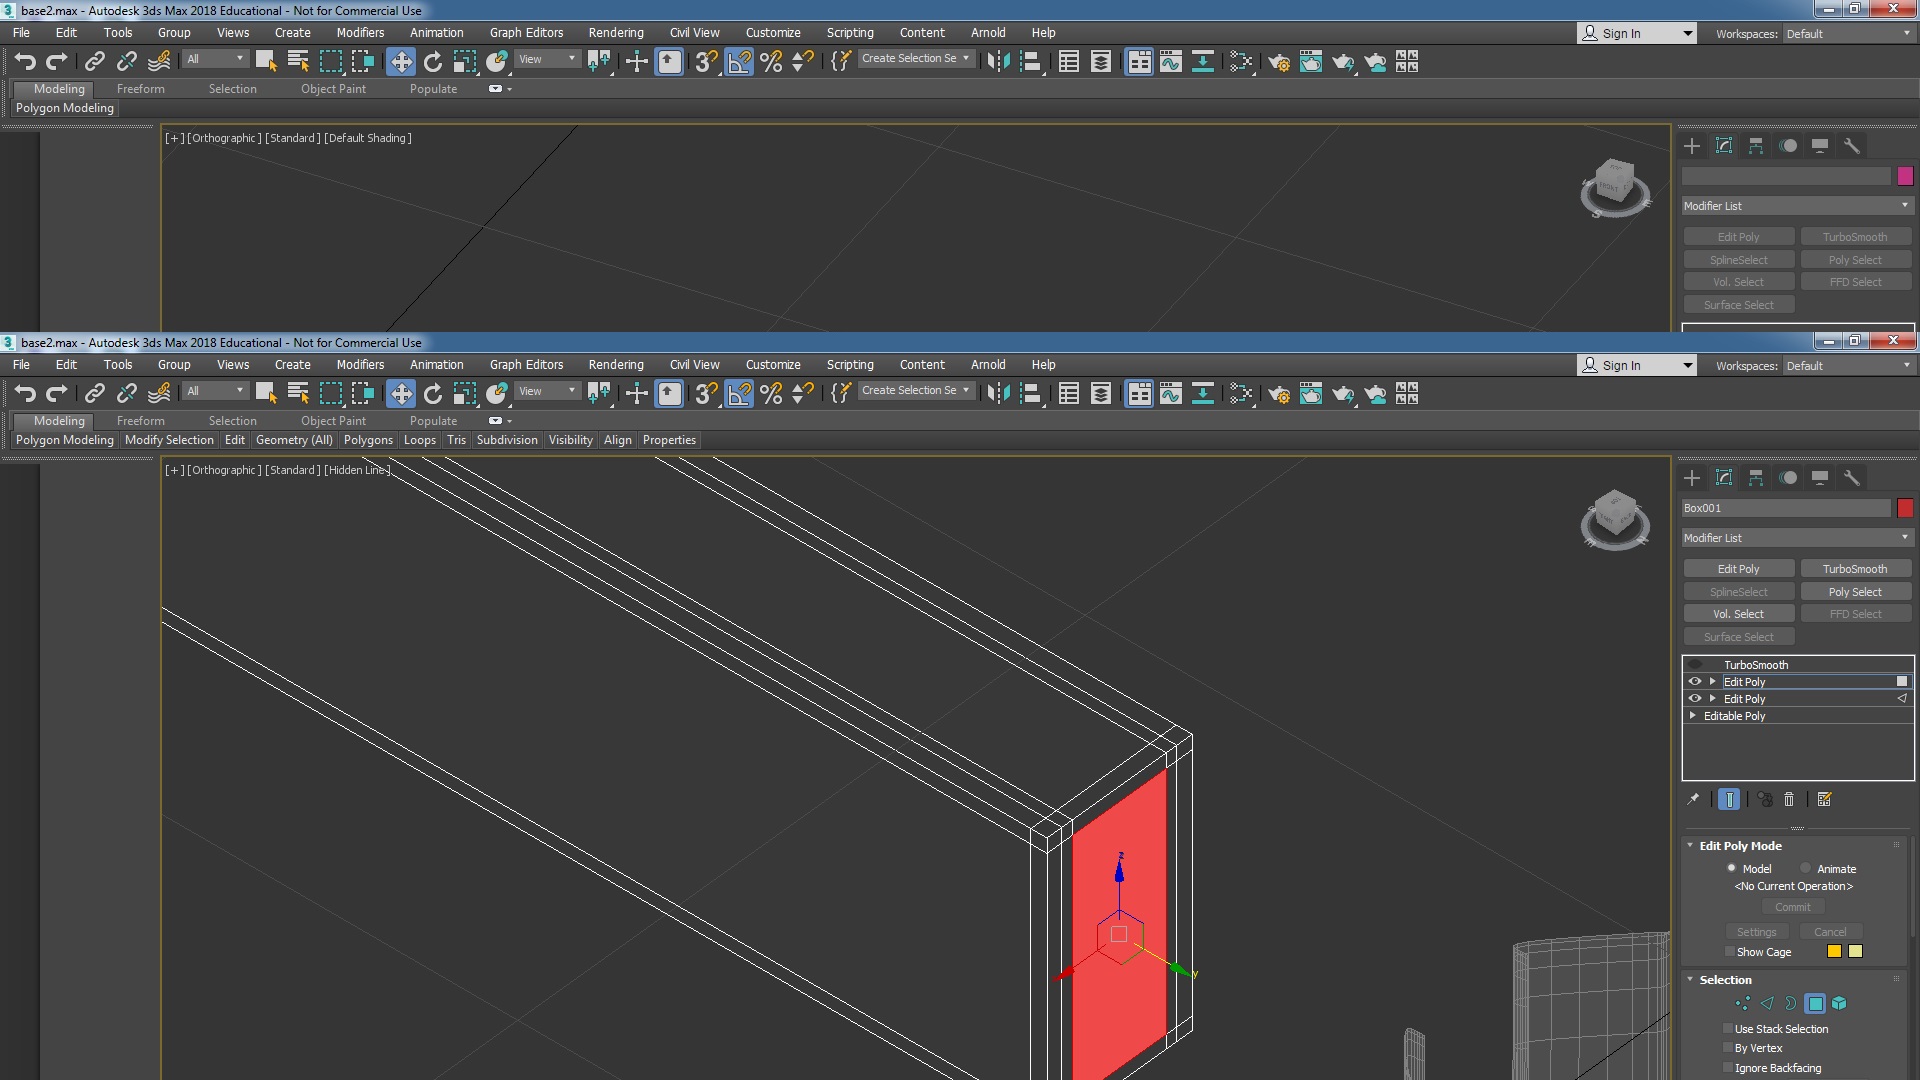 base2.max - Autodesk 3ds Max 2018 Educational - Not for Commercial Use
File Edit Tools Group Views Create Modifiers Animation Graph Editors Rendering Civil View Customize Scripting Content Arnold Help Sign In Workspaces: Default
All View Create Selection Se
Modeling Freeform Selection Object Paint Populate
Polygon Modeling
[+] [Orthographic] [Standard] [Default Shading]
Modifier List
Edit Poly TurboSmooth
SplineSelect Poly Select
Vol. Select FFD Select
Surface Select
base2.max - Autodesk 3ds Max 2018 Educational - Not for Commercial Use
File Edit Tools Group Views Create Modifiers Animation Graph Editors Rendering Civil View Customize Scripting Content Arnold Help Sign In Workspaces: Default
All View Create Selection Se
Modeling Freeform Selection Object Paint Populate
Polygon Modeling Modify Selection Edit Geometry (All) Polygons Loops Tris Subdivision Visibility Align Properties
[+] [Orthographic] [Standard] [Hidden Line]
Box001
Modifier List
Edit Poly TurboSmooth
SplineSelect Poly Select
Vol. Select FFD Select
Surface Select
TurboSmooth
Edit Poly
Edit Poly
Editable Poly
Edit Poly Mode
Model Animate
<No Current Operation>
Commit
Settings Cancel
Show Cage
Selection
Use Stack Selection
By Vertex
Ignore Backfacing
z
y